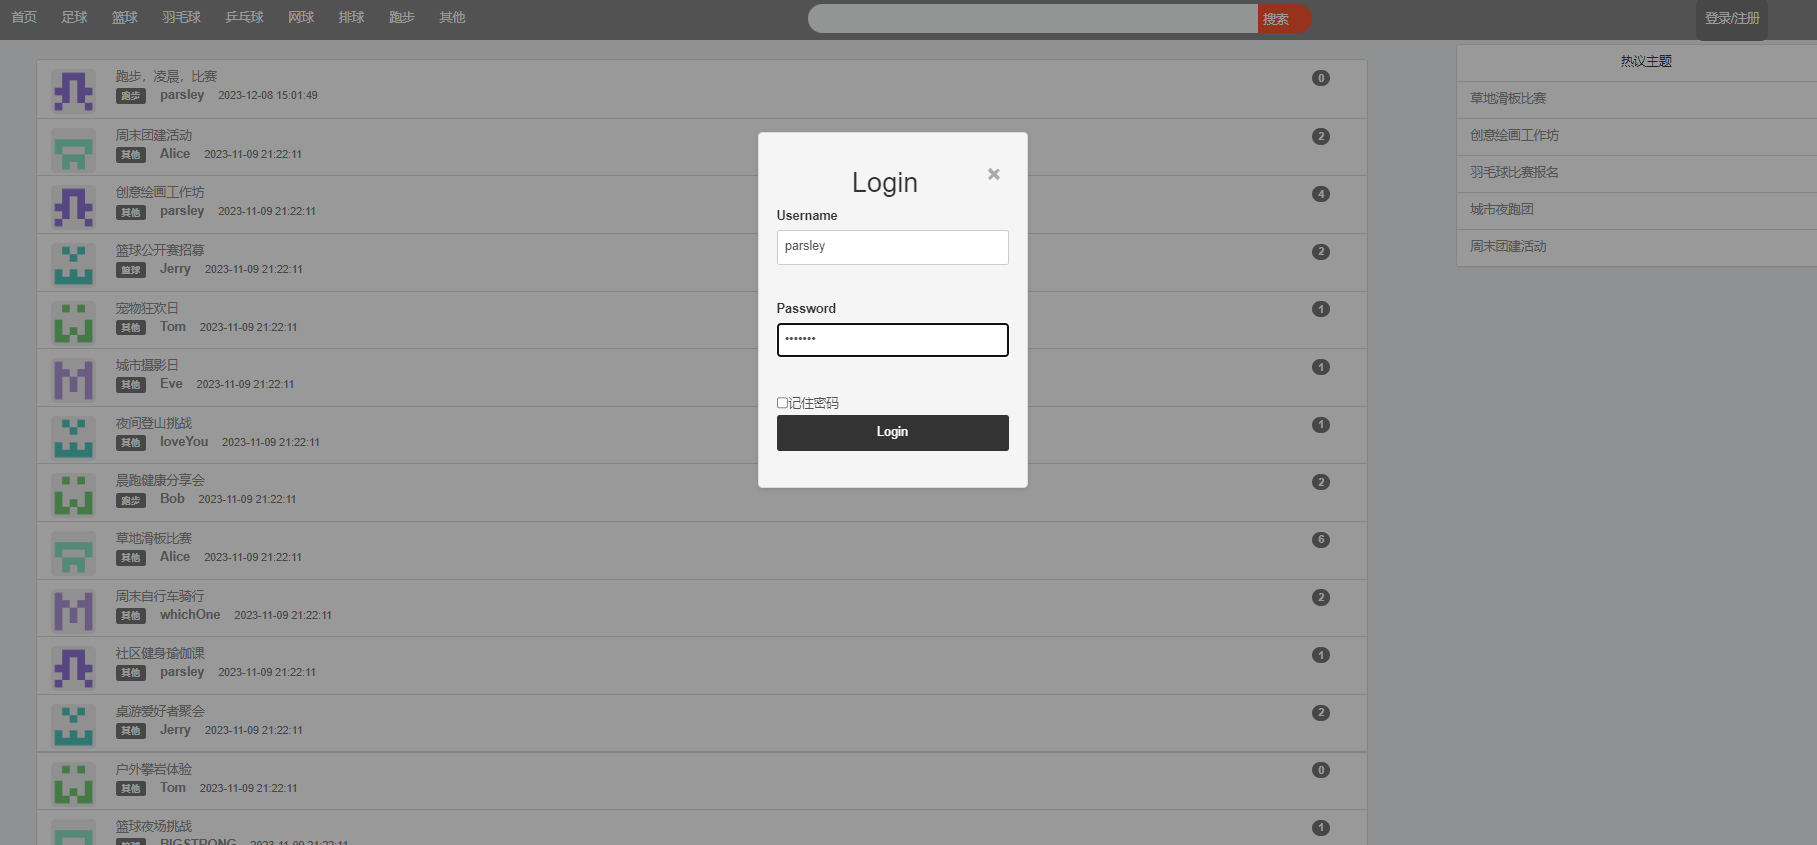 首页 足球 篮球 羽毛球 乒乓球 网球 排球 跑步 其他 搜索 登录/注册
跑步，凌晨，比赛 0
跑步 parsley 2023-12-08 15:01:49
周末团建活动 2
其他 Alice 2023-11-09 21:22:11
创意绘画工作坊 4
其他 parsley 2023-11-09 21:22:11
篮球公开赛招募 2
篮球 Jerry 2023-11-09 21:22:11
宠物狂欢日 1
其他 Tom 2023-11-09 21:22:11
城市摄影日 1
其他 Eve 2023-11-09 21:22:11
夜间登山挑战 1
其他 loveYou 2023-11-09 21:22:11
晨跑健康分享会 2
跑步 Bob 2023-11-09 21:22:11
草地滑板比赛 6
其他 Alice 2023-11-09 21:22:11
周末自行车骑行 2
其他 whichOne 2023-11-09 21:22:11
社区健身瑜伽课 1
其他 parsley 2023-11-09 21:22:11
桌游爱好者聚会 2
其他 Jerry 2023-11-09 21:22:11
户外攀岩体验 0
其他 Tom 2023-11-09 21:22:11
篮球夜场挑战 1
篮球 BIGSTRONG 2023-11-09 21:22:11
Login ×
Username
parsley
Password
•••••••
记住密码
Login
热议主题
草地滑板比赛
创意绘画工作坊
羽毛球比赛报名
城市夜跑团
周末团建活动